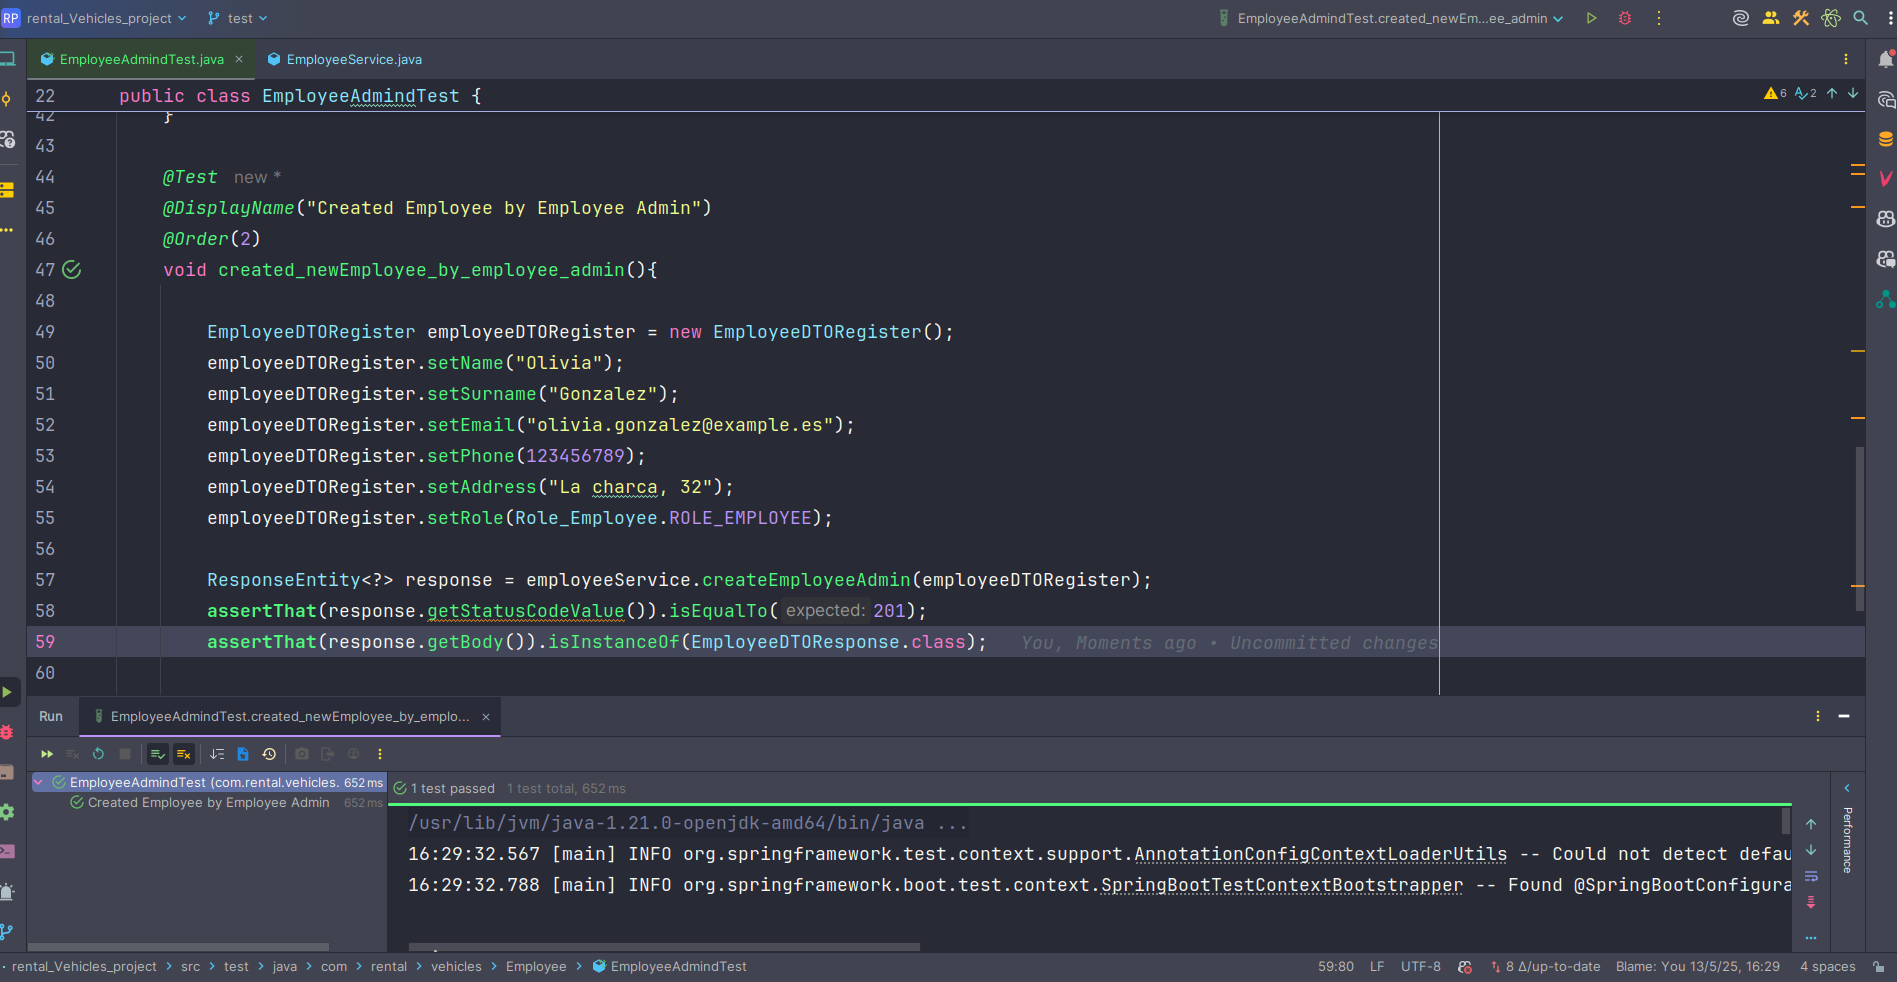 RP rental_Vehicles_project test EmployeeAdmindTest.created_newEm...ee_admin
EmployeeAdmindTest.java EmployeeService.java
22 public class EmployeeAdmindTest { 6 2
42 }
43
44 @Test new *
45 @DisplayName("Created Employee by Employee Admin")
46 @Order(2)
47 void created_newEmployee_by_employee_admin(){
48
49 EmployeeDTORegister employeeDTORegister = new EmployeeDTORegister();
50 employeeDTORegister.setName("Olivia");
51 employeeDTORegister.setSurname("Gonzalez");
52 employeeDTORegister.setEmail("olivia.gonzalez@example.es");
53 employeeDTORegister.setPhone(123456789);
54 employeeDTORegister.setAddress("La charca, 32");
55 employeeDTORegister.setRole(Role_Employee.ROLE_EMPLOYEE);
56
57 ResponseEntity<?> response = employeeService.createEmployeeAdmin(employeeDTORegister);
58 assertThat(response.getStatusCodeValue()).isEqualTo( expected: 201);
59 assertThat(response.getBody()).isInstanceOf(EmployeeDTOResponse.class); You, Moments ago • Uncommitted changes
60
Run EmployeeAdmindTest.created_newEmployee_by_emplo...
EmployeeAdmindTest (com.rental.vehicles. 652 ms
Created Employee by Employee Admin 652 ms
1 test passed 1 test total, 652 ms
/usr/lib/jvm/java-1.21.0-openjdk-amd64/bin/java ...
16:29:32.567 [main] INFO org.springframework.test.context.support.AnnotationConfigContextLoaderUtils -- Could not detect defau
16:29:32.788 [main] INFO org.springframework.boot.test.context.SpringBootTestContextBootstrapper -- Found @SpringBootConfigura
Performance
rental_Vehicles_project > src > test > java > com > rental > vehicles > Employee > EmployeeAdmindTest 59:80 LF UTF-8 8 Δ/up-to-date Blame: You 13/5/25, 16:29 4 spaces